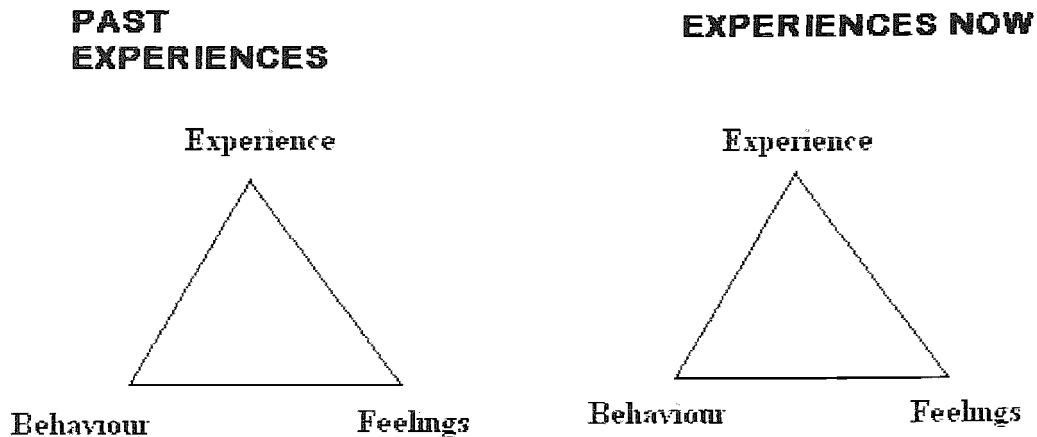 PAST
EXPERIENCES
EXPERIENCES NOW
Experience
Behaviour
Feelings
Experience
Behaviour
Feelings